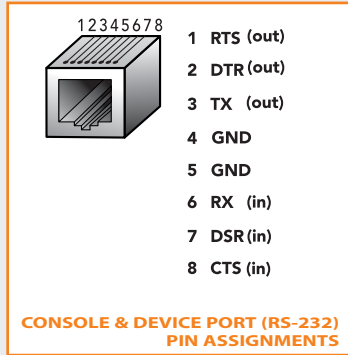 12345678
1 RTS (out)
2 DTR (out)
3 TX (out)
4 GND
5 GND
6 RX (in)
7 DSR (in)
8 CTS (in)
CONSOLE & DEVICE PORT (RS-232)
PIN ASSIGNMENTS